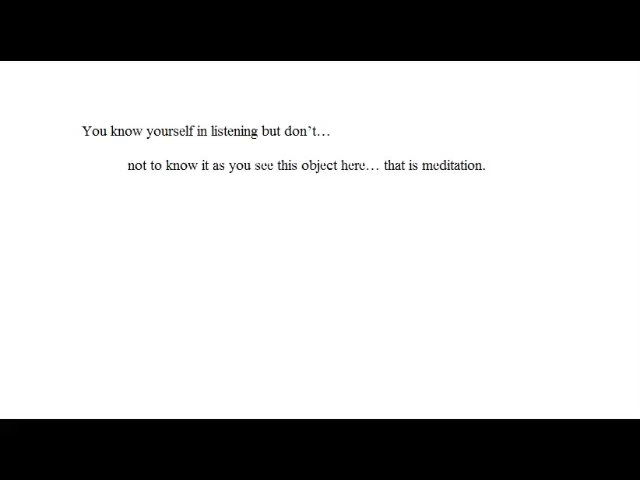 You know yourself in listening but don’t…
not to know it as you see this object here… that is meditation.